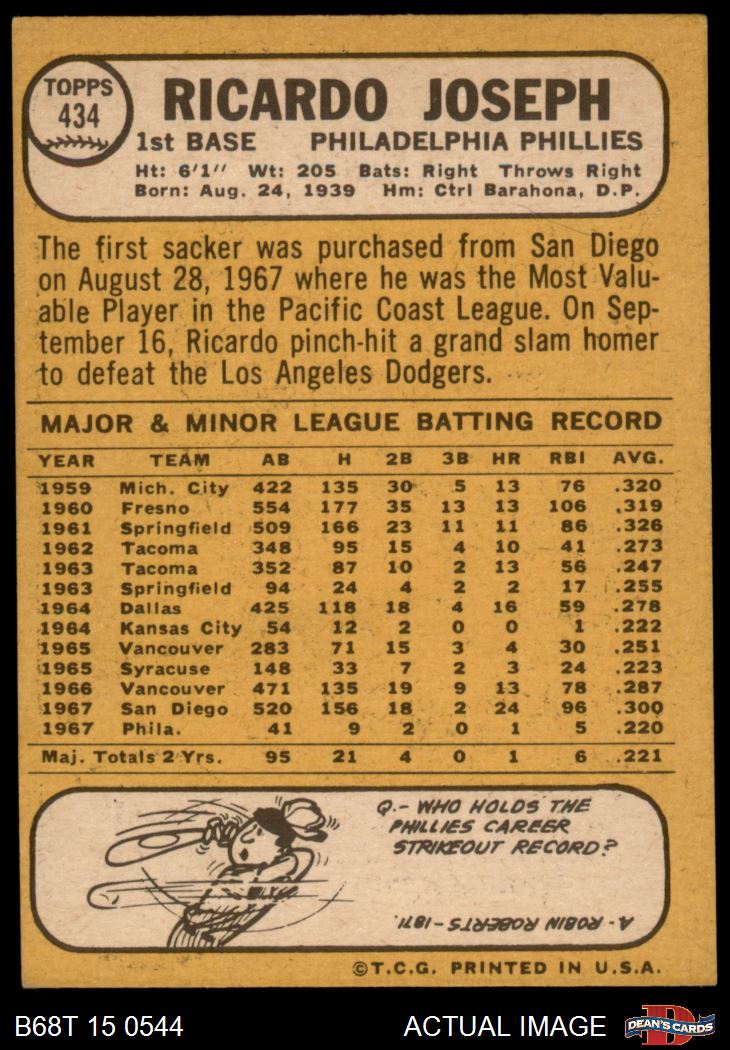 TOPPS
434
RICARDO JOSEPH
1st BASE PHILADELPHIA PHILLIES
Ht: 6'1" Wt: 205 Bats: Right Throws Right
Born: Aug. 24, 1939 Hm: Ctrl Barahona, D.P.
The first sacker was purchased from San Diego
on August 28, 1967 where he was the Most Valu-
able Player in the Pacific Coast League. On Sep-
tember 16, Ricardo pinch-hit a grand slam homer
to defeat the Los Angeles Dodgers.
MAJOR & MINOR LEAGUE BATTING RECORD
YEAR TEAM AB H 2B 3B HR RBI AVG.
1959 Mich. City 422 135 30 5 13 76 .320
1960 Fresno 554 177 35 13 13 106 .319
1961 Springfield 509 166 23 11 11 86 .326
1962 Tacoma 348 95 15 4 10 41 .273
1963 Tacoma 352 87 10 2 13 56 .247
1963 Springfield 94 24 4 2 2 17 .255
1964 Dallas 425 118 18 4 16 59 .278
1964 Kansas City 54 12 2 0 0 1 .222
1965 Vancouver 283 71 15 3 4 30 .251
1965 Syracuse 148 33 7 2 3 24 .223
1966 Vancouver 471 135 19 9 13 78 .287
1967 San Diego 520 156 18 2 24 96 .300
1967 Phila. 41 9 2 0 1 5 .220
Maj. Totals 2 Yrs. 95 21 4 0 1 6 .221
Q.- WHO HOLDS THE
PHILLIES CAREER
STRIKEOUT RECORD?
A- ROBIN ROBERTS-1871.
©T.C.G. PRINTED IN U.S.A.
B68T 15 0544 ACTUAL IMAGE
D
DEAN'S CARDS